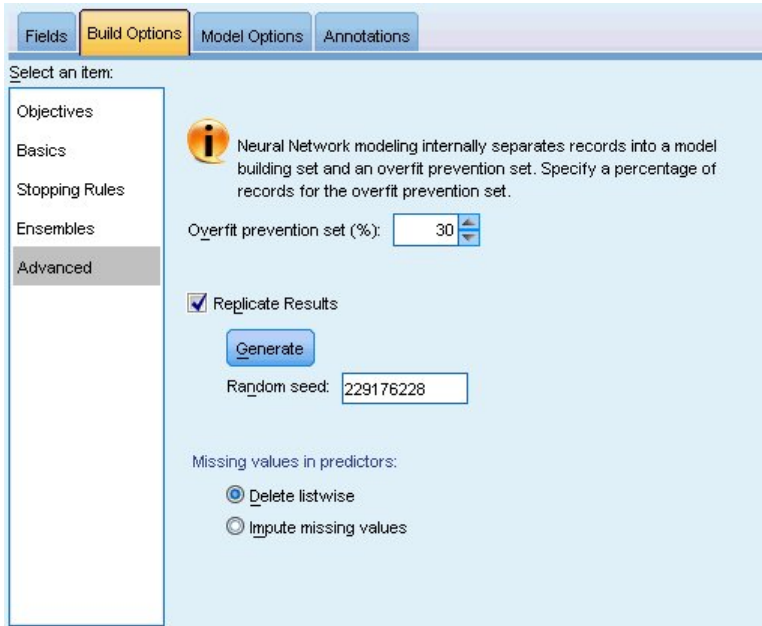 Fields Build Options Model Options Annotations
Select an item:
Objectives
Basics
Stopping Rules
Ensembles
Advanced
Neural Network modeling internally separates records into a model
building set and an overfit prevention set. Specify a percentage of
records for the overfit prevention set.
Overfit prevention set (%): 30
Replicate Results
Generate
Random seed: 229176228
Missing values in predictors:
Delete listwise
Impute missing values